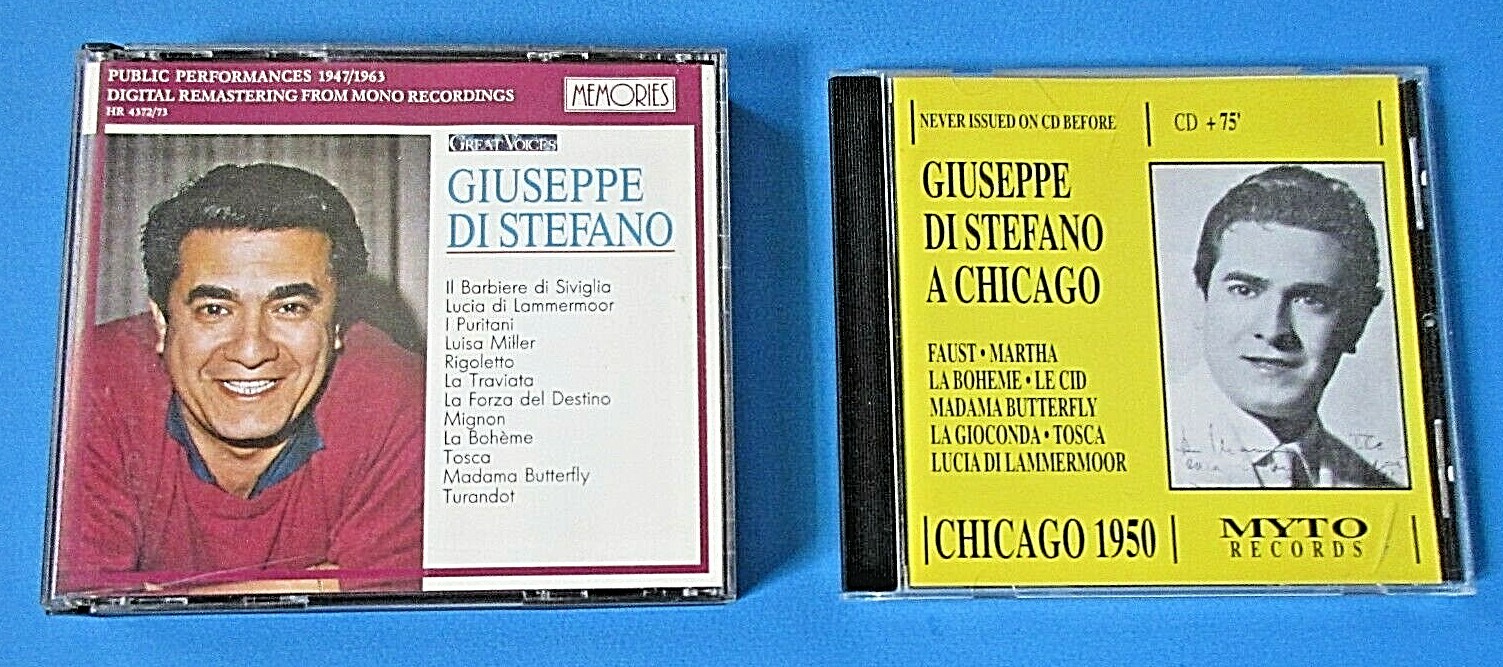 PUBLIC PERFORMANCES 1947/1963
DIGITAL REMASTERING FROM MONO RECORDINGS
HR 4372/73
MEMORIES
GREAT VOICES
GIUSEPPE
DI STEFANO
Il Barbiere di Siviglia
Lucia di Lammermoor
I Puritani
Luisa Miller
Rigoletto
La Traviata
La Forza del Destino
Mignon
La Bohème
Tosca
Madama Butterfly
Turandot
NEVER ISSUED ON CD BEFORE
CD + 75'
GIUSEPPE
DI STEFANO
A CHICAGO
FAUST • MARTHA
LA BOHEME • LE CID
MADAMA BUTTERFLY
LA GIOCONDA • TOSCA
LUCIA DI LAMMERMOOR
CHICAGO 1950
MYTO
RECORDS